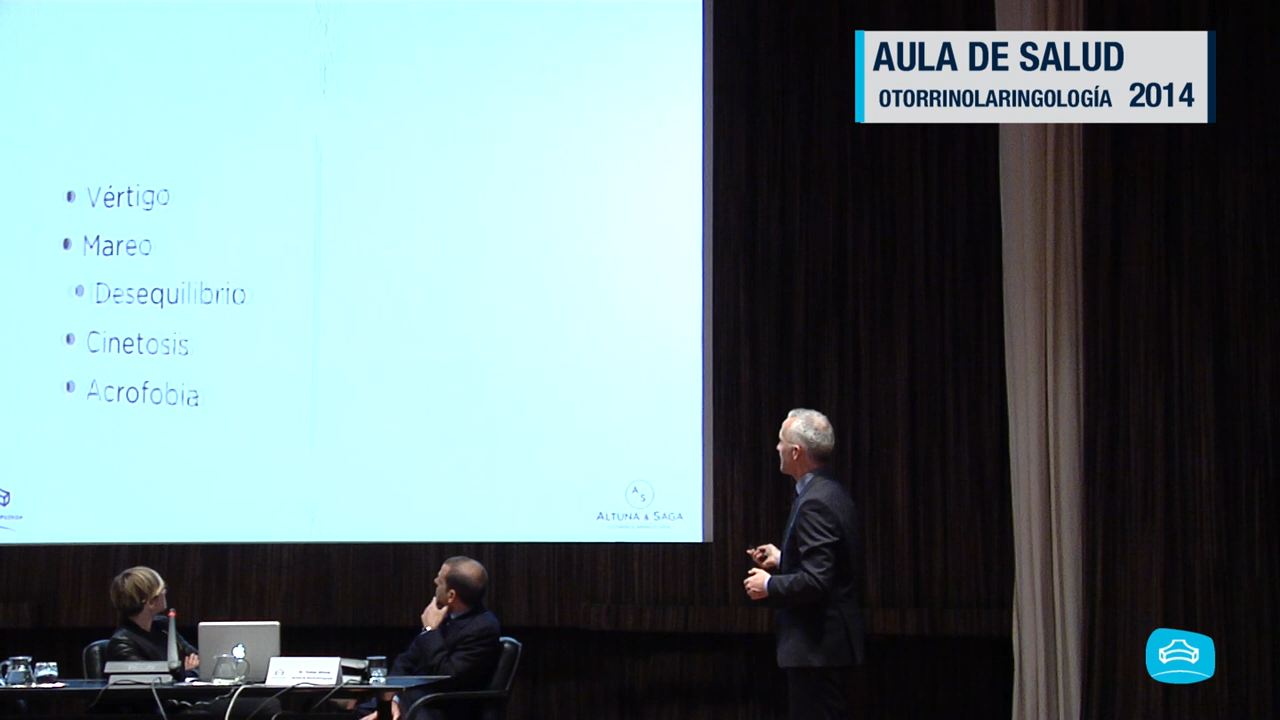 AULA DE SALUD
OTORRINOLARINGOLOGÍA 2014
• Vértigo
• Mareo
• Desequilibrio
• Cinetosis
• Acrofobia
A S
ALTUNA & SAGA